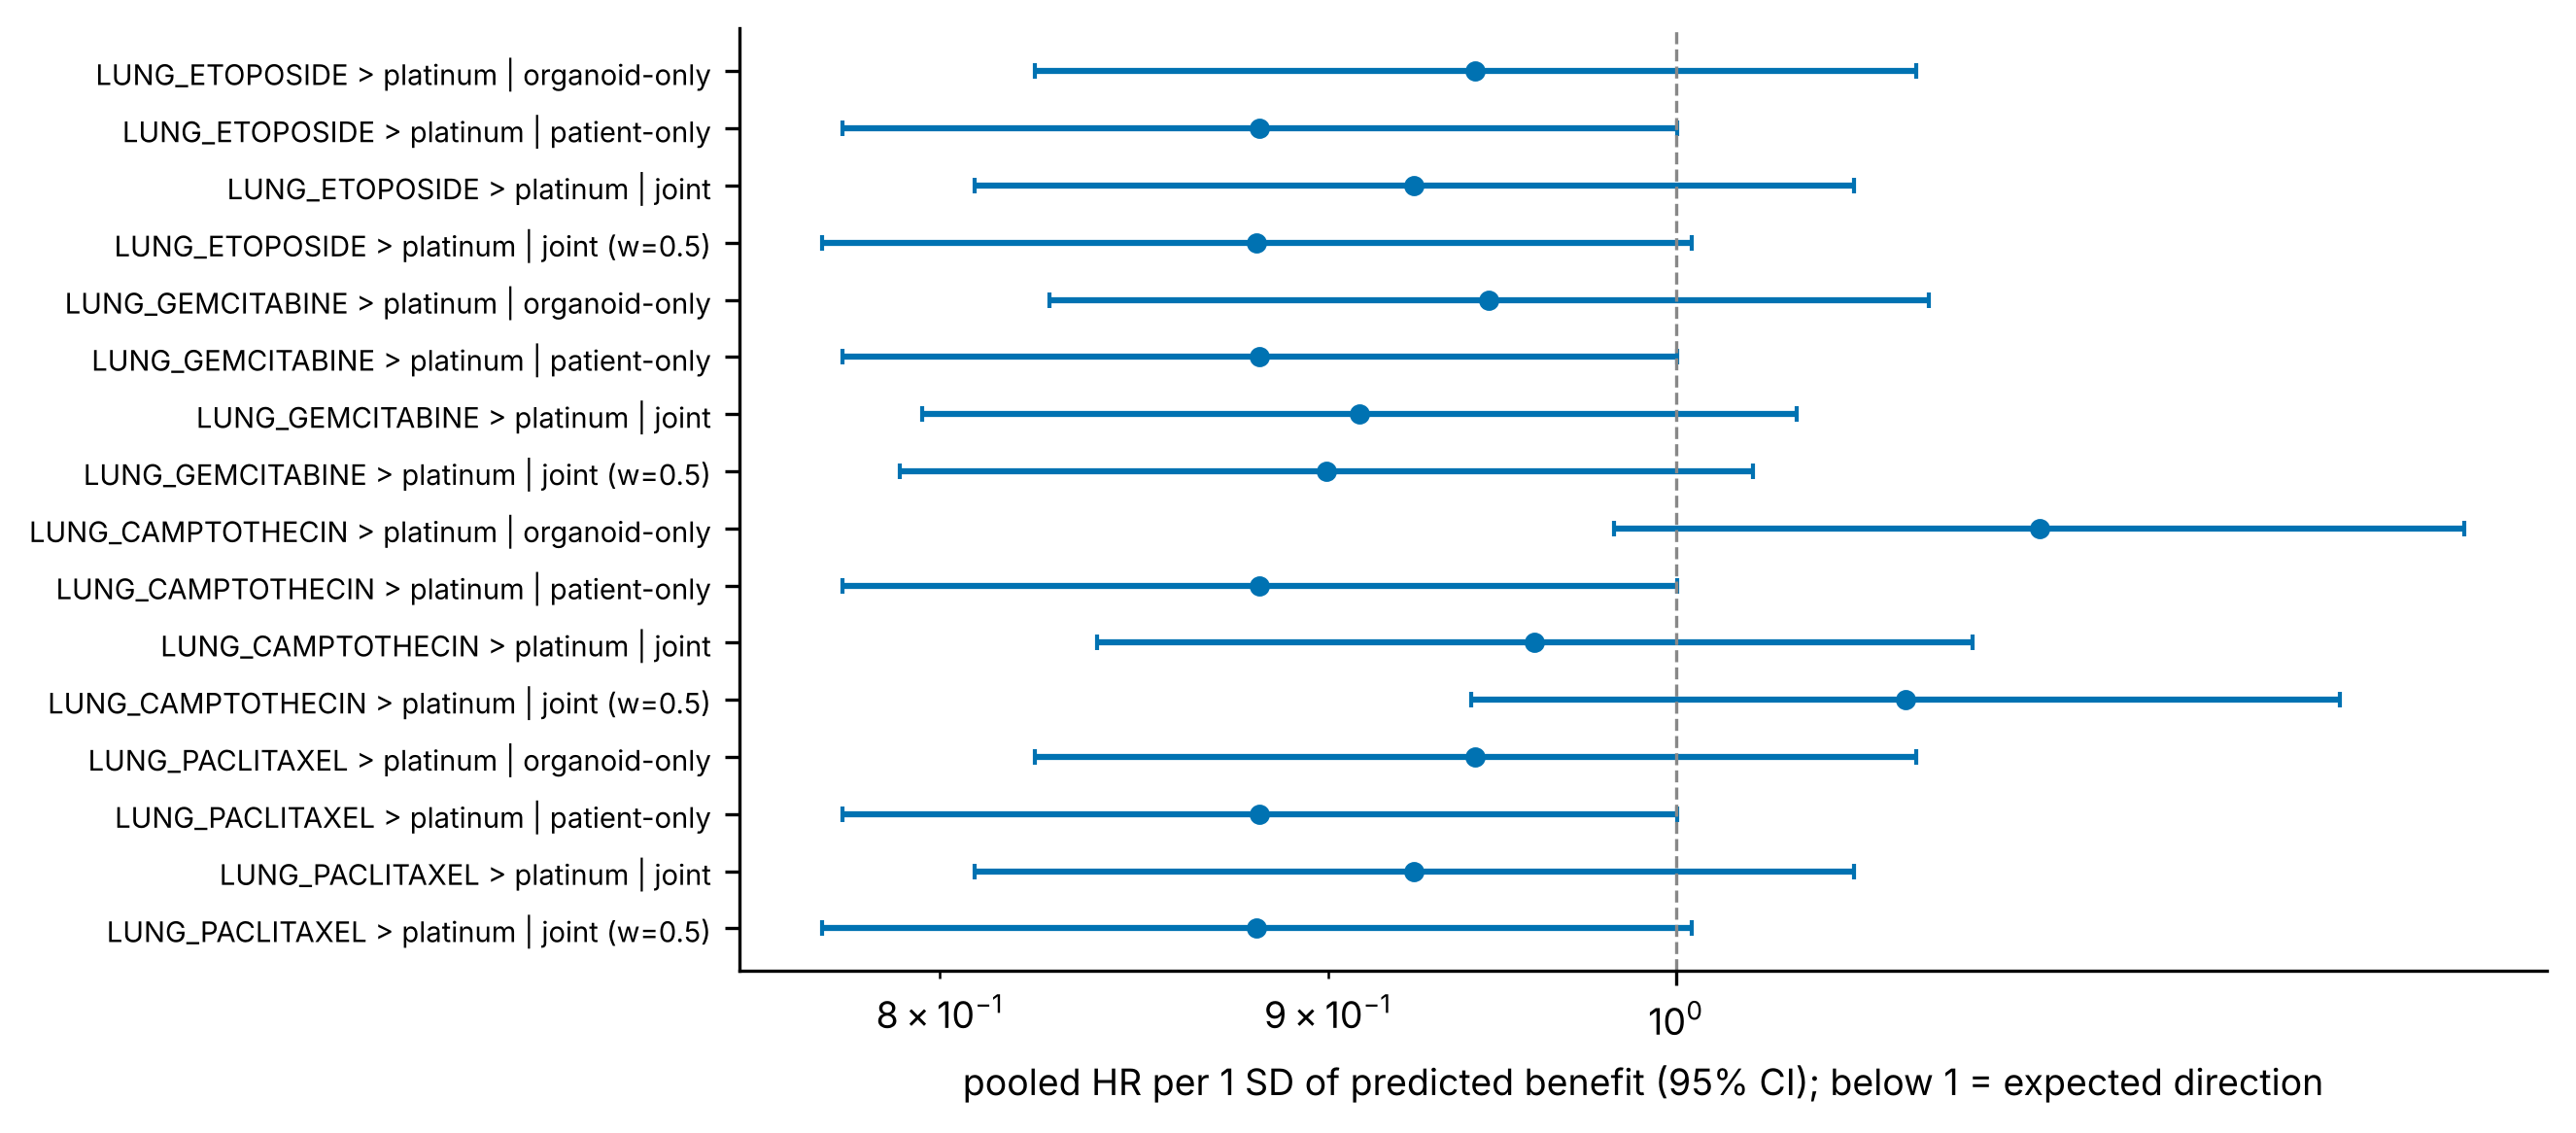 LUNG_ETOPOSIDE > platinum | organoid-only
LUNG_ETOPOSIDE > platinum | patient-only
LUNG_ETOPOSIDE > platinum | joint
LUNG_ETOPOSIDE > platinum | joint (w=0.5)
LUNG_GEMCITABINE > platinum | organoid-only
LUNG_GEMCITABINE > platinum | patient-only
LUNG_GEMCITABINE > platinum | joint
LUNG_GEMCITABINE > platinum | joint (w=0.5)
LUNG_CAMPTOTHECIN > platinum | organoid-only
LUNG_CAMPTOTHECIN > platinum | patient-only
LUNG_CAMPTOTHECIN > platinum | joint
LUNG_CAMPTOTHECIN > platinum | joint (w=0.5)
LUNG_PACLITAXEL > platinum | organoid-only
LUNG_PACLITAXEL > platinum | patient-only
LUNG_PACLITAXEL > platinum | joint
LUNG_PACLITAXEL > platinum | joint (w=0.5)
8 × 10⁻¹ 9 × 10⁻¹ 10⁰
pooled HR per 1 SD of predicted benefit (95% CI); below 1 = expected direction